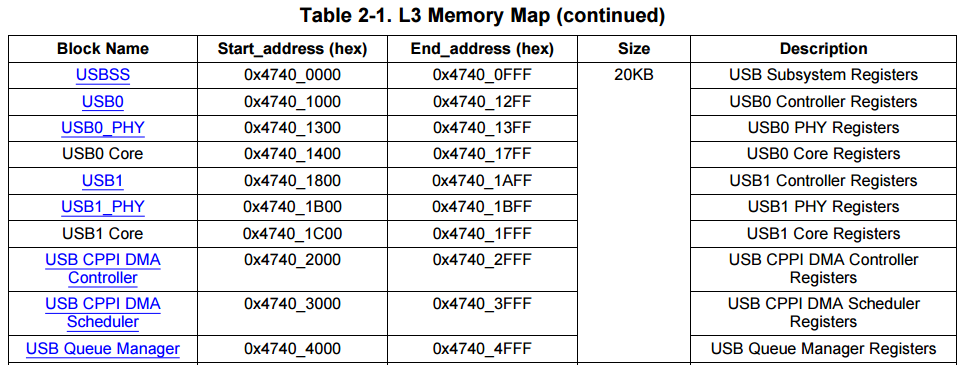 Table 2-1. L3 Memory Map (continued)
Block Name Start_address (hex) End_address (hex) Size Description
USBSS 0x4740_0000 0x4740_0FFF 20KB USB Subsystem Registers
USB0 0x4740_1000 0x4740_12FF USB0 Controller Registers
USB0_PHY 0x4740_1300 0x4740_13FF USB0 PHY Registers
USB0 Core 0x4740_1400 0x4740_17FF USB0 Core Registers
USB1 0x4740_1800 0x4740_1AFF USB1 Controller Registers
USB1_PHY 0x4740_1B00 0x4740_1BFF USB1 PHY Registers
USB1 Core 0x4740_1C00 0x4740_1FFF USB1 Core Registers
USB CPPI DMA 0x4740_2000 0x4740_2FFF USB CPPI DMA Controller
Controller Registers
USB CPPI DMA 0x4740_3000 0x4740_3FFF USB CPPI DMA Scheduler
Scheduler Registers
USB Queue Manager 0x4740_4000 0x4740_4FFF USB Queue Manager Registers